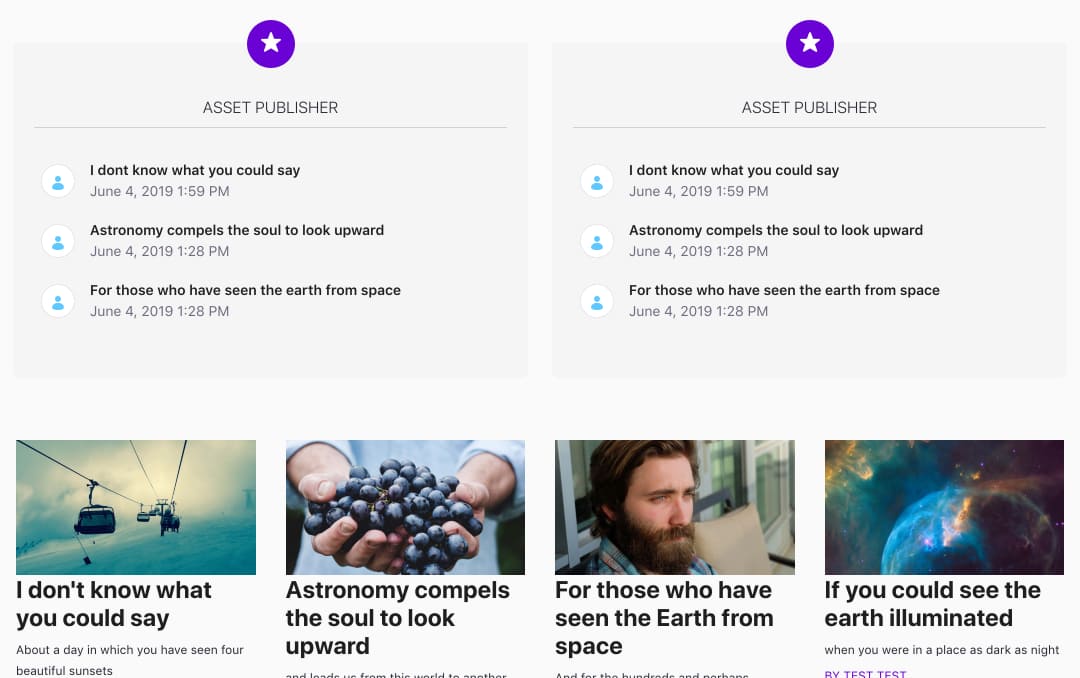 ASSET PUBLISHER
I dont know what you could say
June 4, 2019 1:59 PM
Astronomy compels the soul to look upward
June 4, 2019 1:28 PM
For those who have seen the earth from space
June 4, 2019 1:28 PM
ASSET PUBLISHER
I dont know what you could say
June 4, 2019 1:59 PM
Astronomy compels the soul to look upward
June 4, 2019 1:28 PM
For those who have seen the earth from space
June 4, 2019 1:28 PM
I don't know what
you could say
About a day in which you have seen four
beautiful sunsets
Astronomy compels
the soul to look
upward
and leads us from this world to another
For those who have
seen the Earth from
space
And for the hundreds and perhaps
If you could see the
earth illuminated
when you were in a place as dark as night
BY TEST TEST